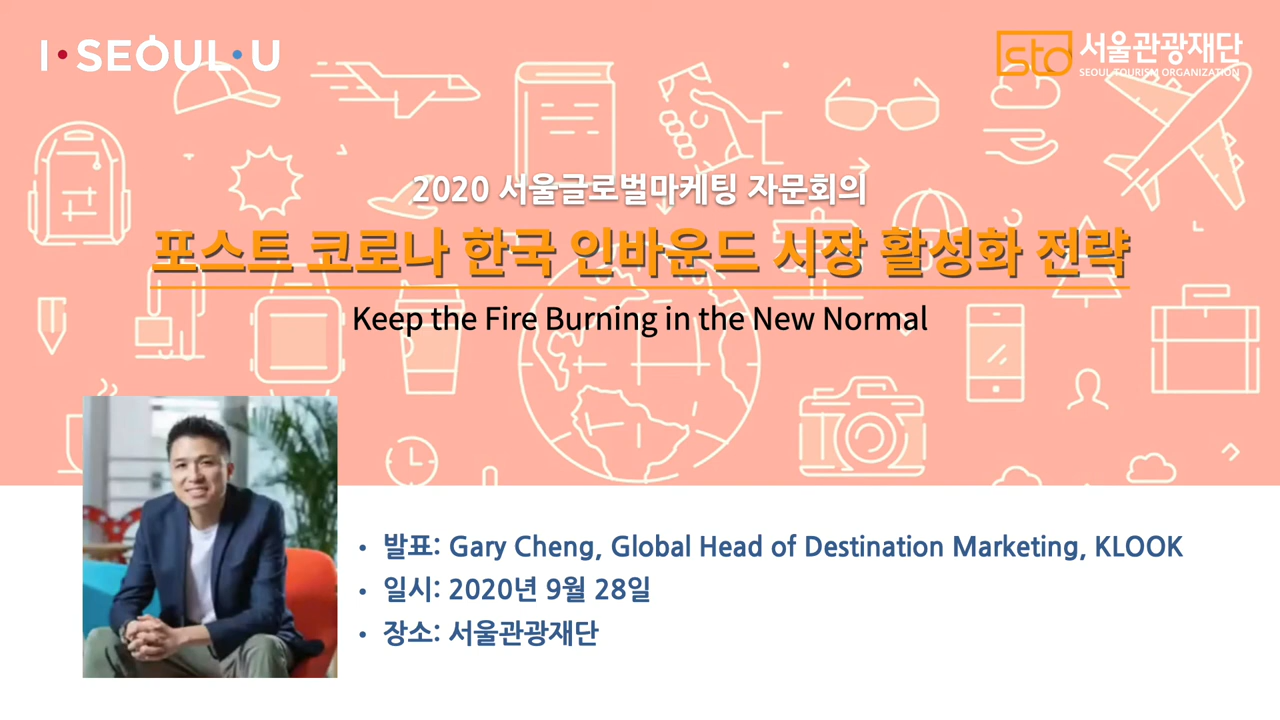 I·SEOUL·U
sto 서울관광재단
SEOUL TOURISM ORGANIZATION
2020 서울글로벌마케팅 자문회의
포스트 코로나 한국 인바운드 시장 활성화 전략
Keep the Fire Burning in the New Normal
• 발표: Gary Cheng, Global Head of Destination Marketing, KLOOK
• 일시: 2020년 9월 28일
• 장소: 서울관광재단